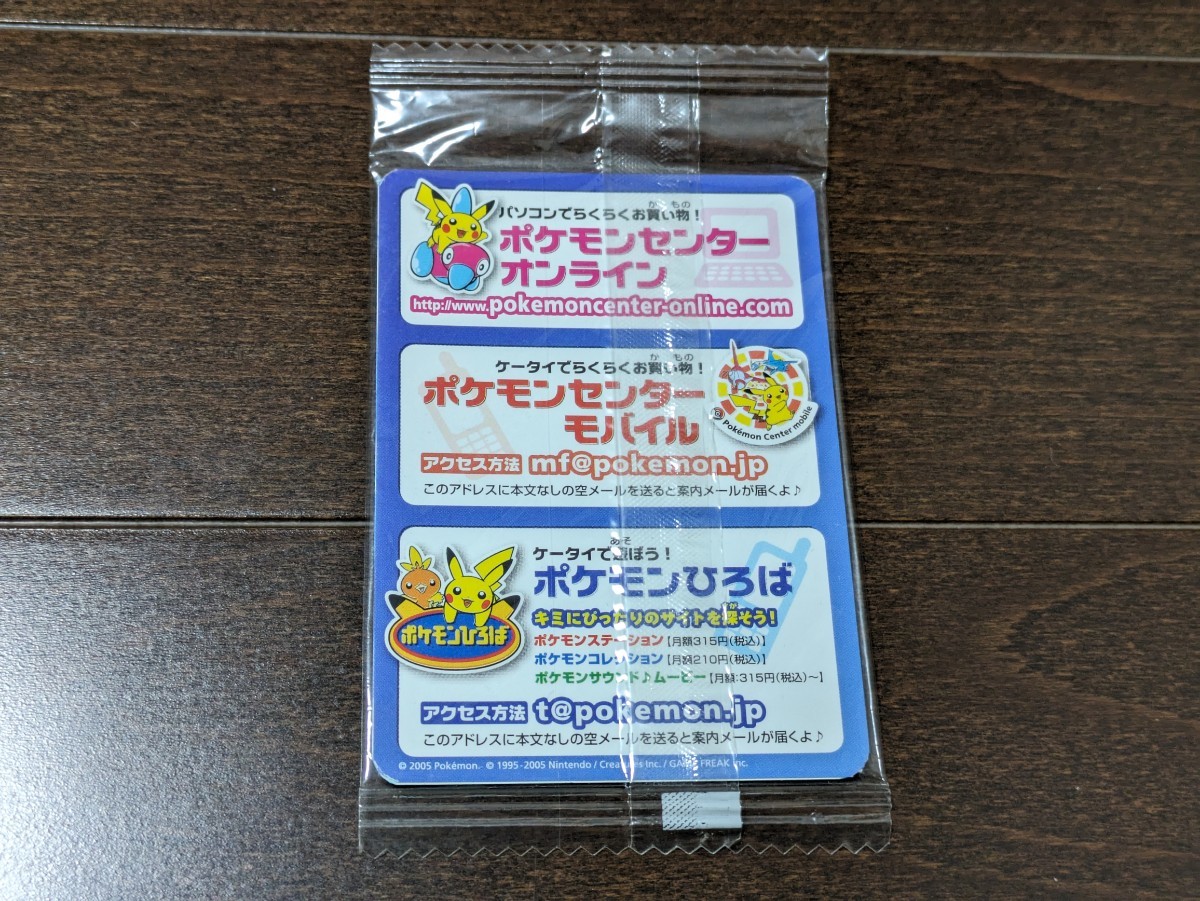 パソコンでらくらくお買い物！
ポケモンセンター
オンライン
http://www.pokemoncenter-online.com
ケータイでらくらくお買い物！
ポケモンセンター
モバイル
@ Pokémon Center mobile
アクセス方法 mf@pokemon.jp
このアドレスに本文なしの空メールを送ると案内メールが届くよ♪
ケータイで遊ぼう！
ポケモンひろば
ポケモンひろば
キミにぴったりのサイトを探そう！
ポケモンステーション【月額315円(税込)】
ポケモンコレクション【月額210円(税込)】
ポケモンサウンド♪ムービー【月額:315円(税込)〜】
アクセス方法 t@pokemon.jp
このアドレスに本文なしの空メールを送ると案内メールが届くよ♪
© 2005 Pokémon. © 1995-2005 Nintendo / Creatures Inc. / GAME FREAK inc.